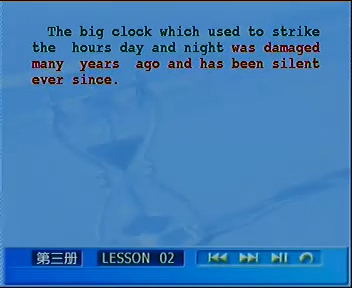 The big clock which used to strike
the hours day and night was damaged
many years ago and has been silent
ever since.
第三册 LESSON 02